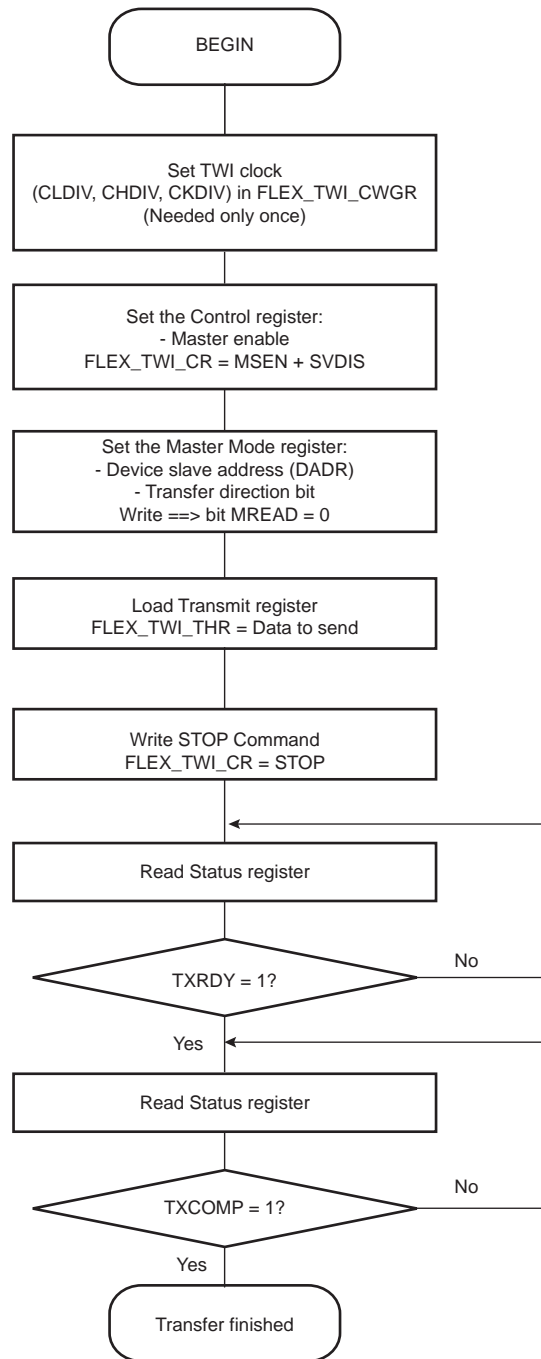 BEGIN
Set TWI clock
(CLDIV, CHDIV, CKDIV) in FLEX_TWI_CWGR
(Needed only once)
Set the Control register:
- Master enable
FLEX_TWI_CR = MSEN + SVDIS
Set the Master Mode register:
- Device slave address (DADR)
- Transfer direction bit
Write ==> bit MREAD = 0
Load Transmit register
FLEX_TWI_THR = Data to send
Write STOP Command
FLEX_TWI_CR = STOP
Read Status register
TXRDY = 1?
No
Yes
Read Status register
TXCOMP = 1?
No
Yes
Transfer finished